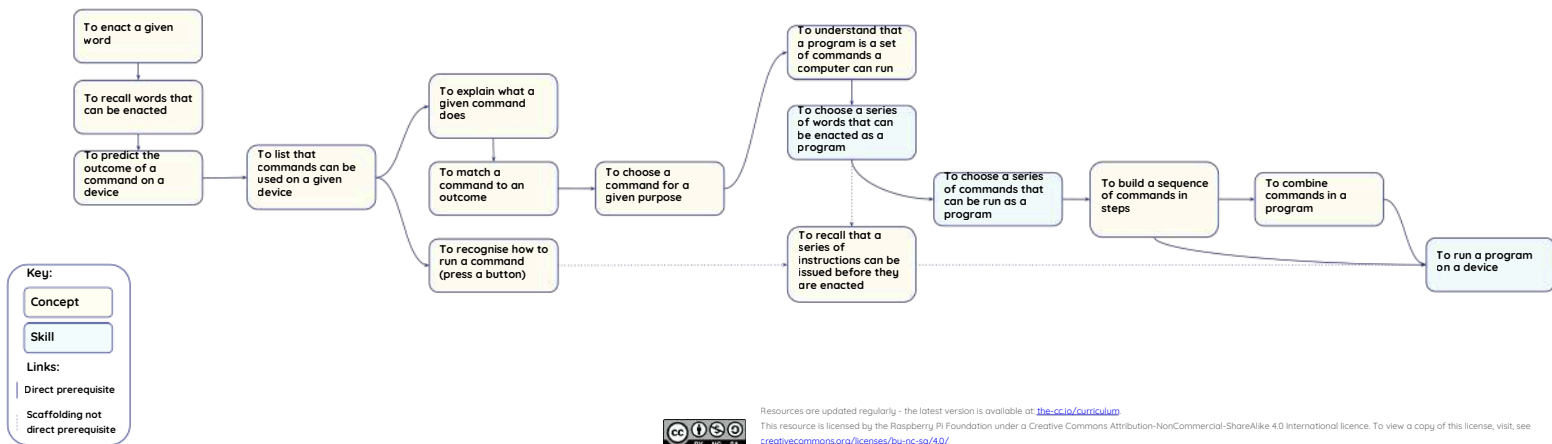 To enact a given
word
To recall words that
can be enacted
To predict the
outcome of a
command on a
device
To list that
commands can be
used on a given
device
To explain what a
given command
does
To match a
command to an
outcome
To recognise how to
run a command
(press a button)
To choose a
command for a
given purpose
To understand that
a program is a set
of commands a
computer can run
To choose a series
of words that can
be enacted as a
program
To recall that a
series of
instructions can be
issued before they
are enacted
To choose a series
of commands that
can be run as a
program
To build a sequence
of commands in
steps
To combine
commands in a
program
To run a program
on a device
Key:
Concept
Skill
Links:
Direct prerequisite
Scaffolding not
direct prerequisite
cc
BY NC SA
Resources are updated regularly - the latest version is available at: the-cc.io/curriculum.
This resource is licensed by the Raspberry Pi Foundation under a Creative Commons Attribution-NonCommercial-ShareAlike 4.0 International licence. To view a copy of this license, visit, see
creativecommons.org/licenses/by-nc-sa/4.0/